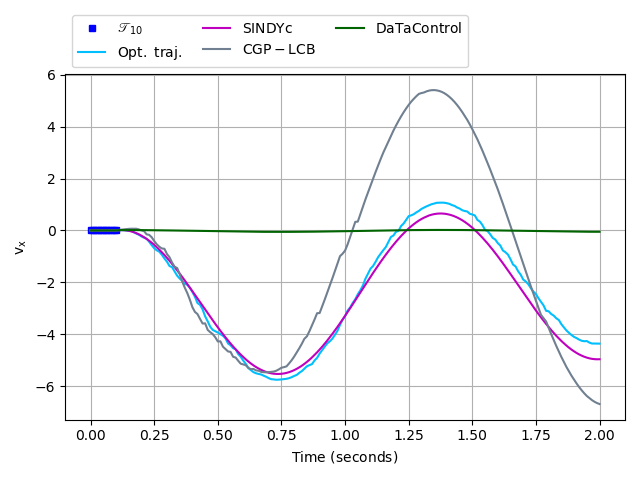 𝒯₁₀ SINDYc DaTaControl
Opt. traj. CGP − LCB
6
4
2
0
−2
−4
−6
vₓ
0.00 0.25 0.50 0.75 1.00 1.25 1.50 1.75 2.00
Time (seconds)